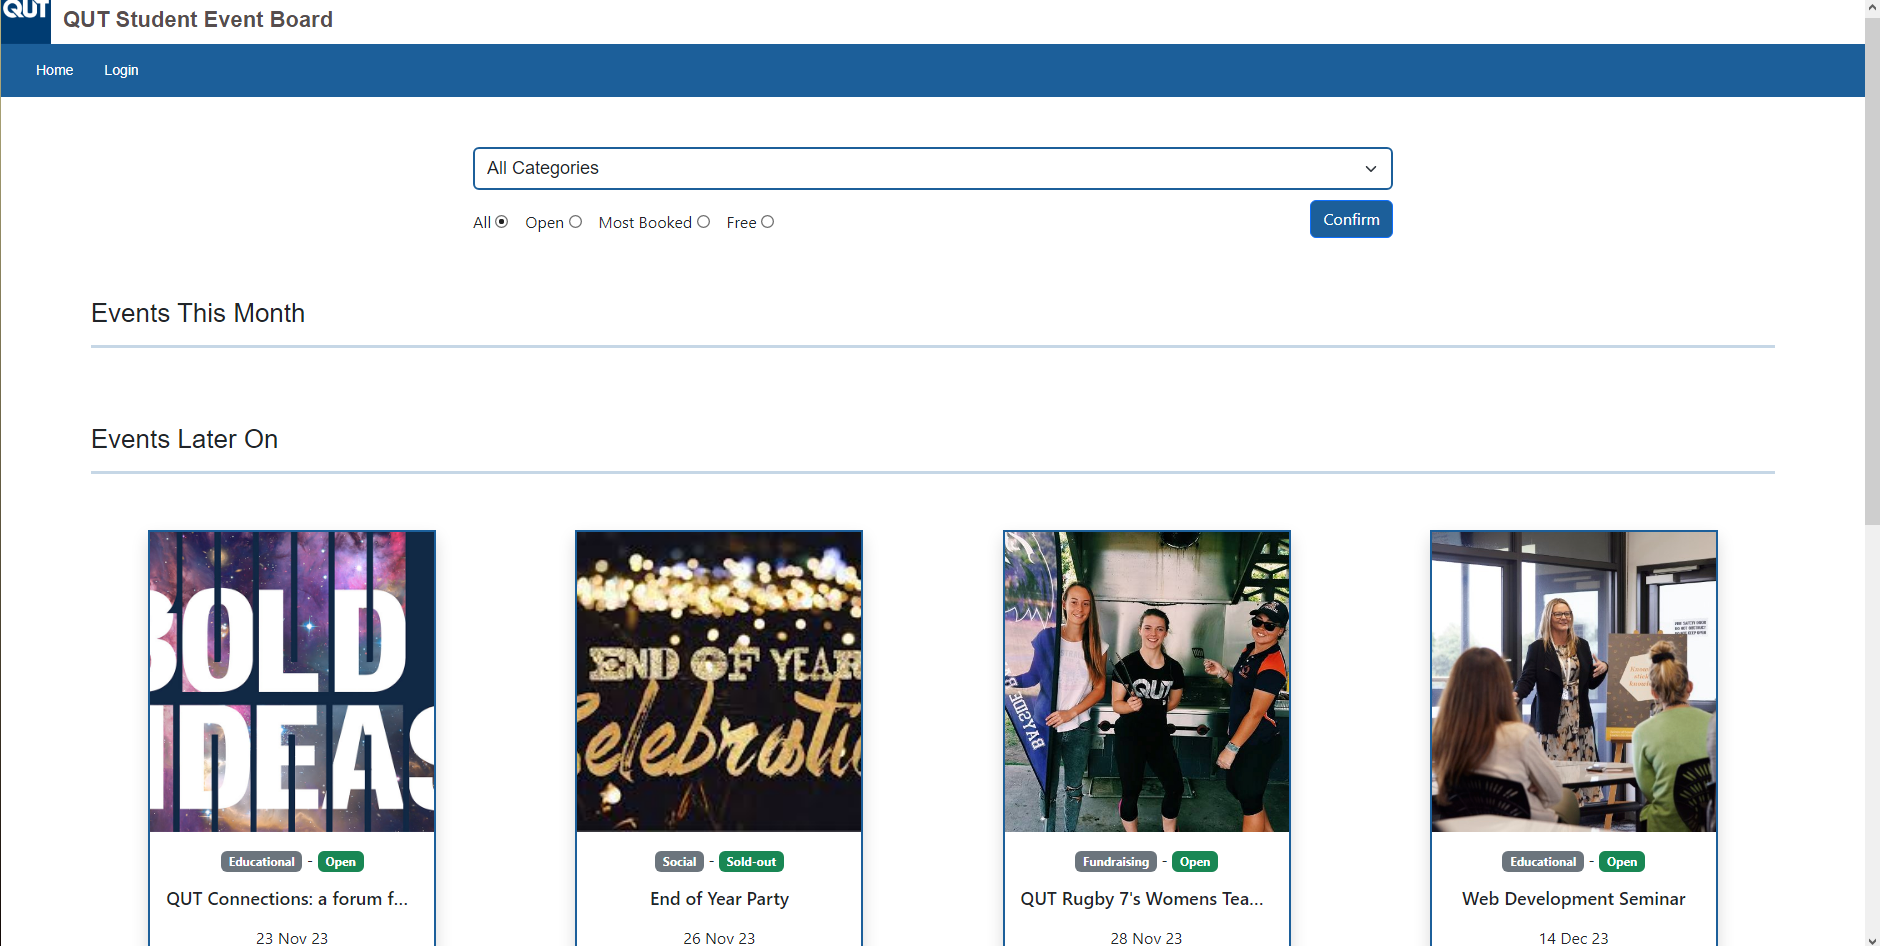 QUT
QUT Student Event Board
Home Login
All Categories
All Open Most Booked Free
Confirm
Events This Month
Events Later On
BOLD
IDEAS
END OF YEAR
Celebratio
BAYSIDE R
QUT
Educational - Open
Social - Sold-out
Fundraising - Open
Educational - Open
QUT Connections: a forum f...
End of Year Party
QUT Rugby 7's Womens Tea...
Web Development Seminar
23 Nov 23
26 Nov 23
28 Nov 23
14 Dec 23